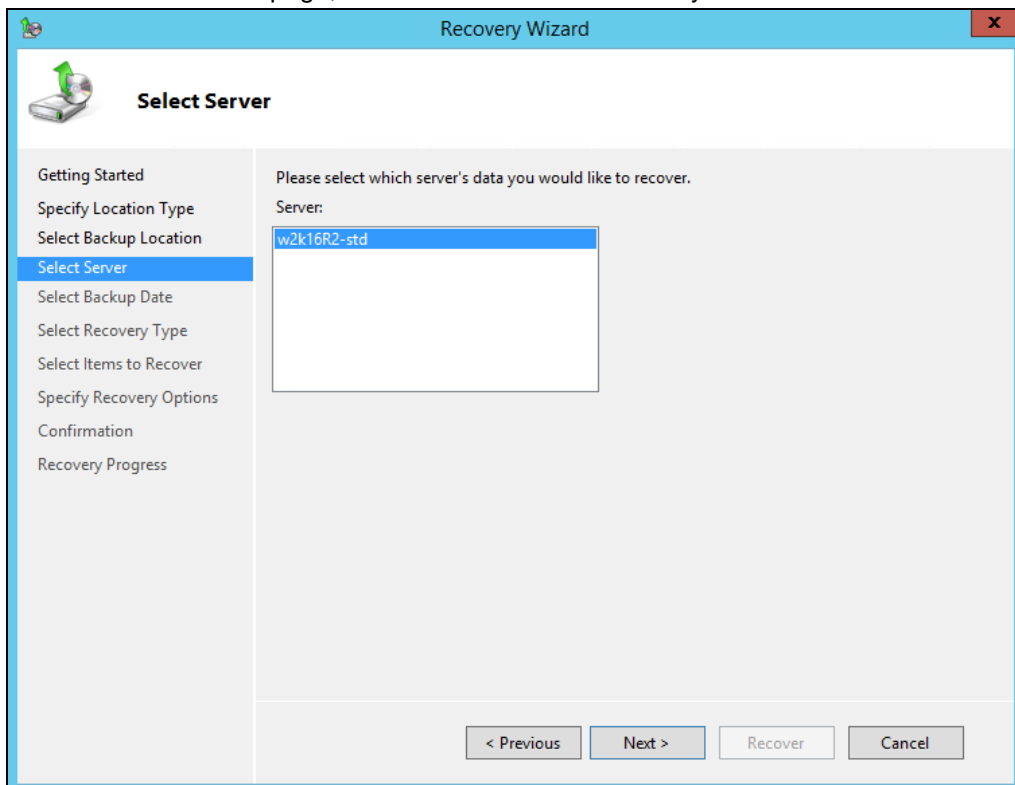 page,
Recovery Wizard
x
Select Server
Getting Started
Specify Location Type
Select Backup Location
Select Server
Select Backup Date
Select Recovery Type
Select Items to Recover
Specify Recovery Options
Confirmation
Recovery Progress
Please select which server's data you would like to recover.
Server:
w2k16R2-std
< Previous
Next >
Recover
Cancel